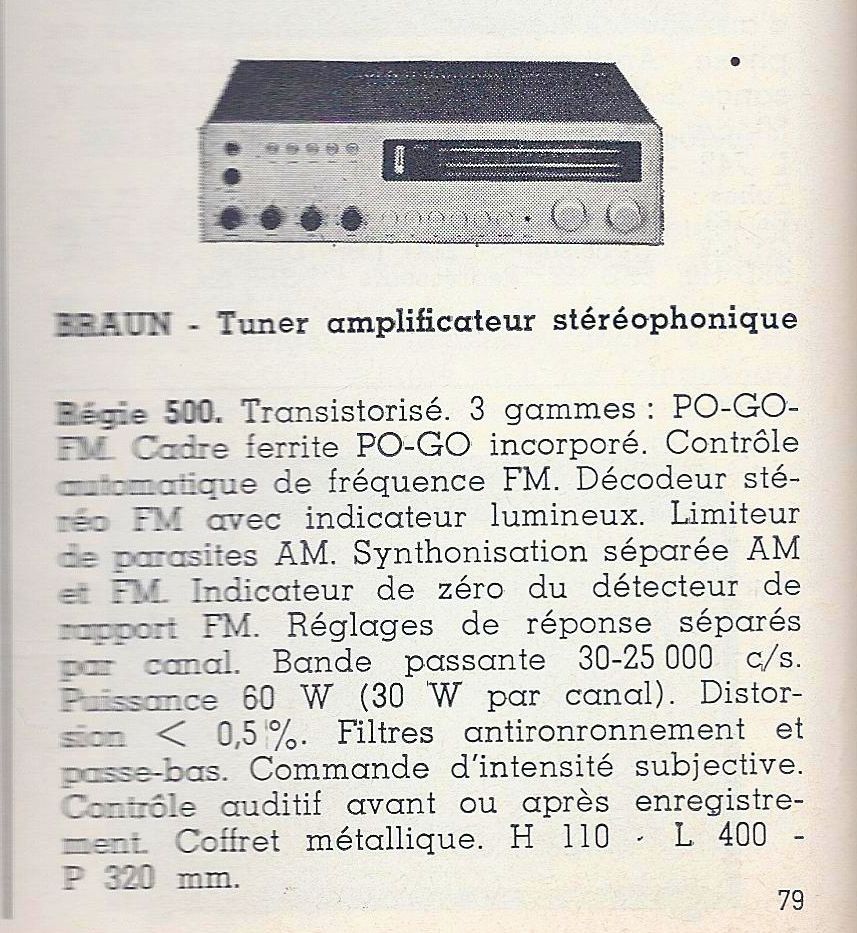 BRAUN - Tuner amplificateur stéréophonique
Régie 500. Transistorisé. 3 gammes : PO-GO-
FM. Cadre ferrite PO-GO incorporé. Contrôle
automatique de fréquence FM. Décodeur sté-
réo FM avec indicateur lumineux. Limiteur
de parasites AM. Synthonisation séparée AM
et FM. Indicateur de zéro du détecteur de
rapport FM. Réglages de réponse séparés
par canal. Bande passante 30-25 000 c/s.
Puissance 60 W (30 W par canal). Distor-
sion < 0,5 %. Filtres antironronnement et
passe-bas. Commande d'intensité subjective.
Contrôle auditif avant ou après enregistre-
ment. Coffret métallique. H 110 - L 400 -
P 320 mm.
79